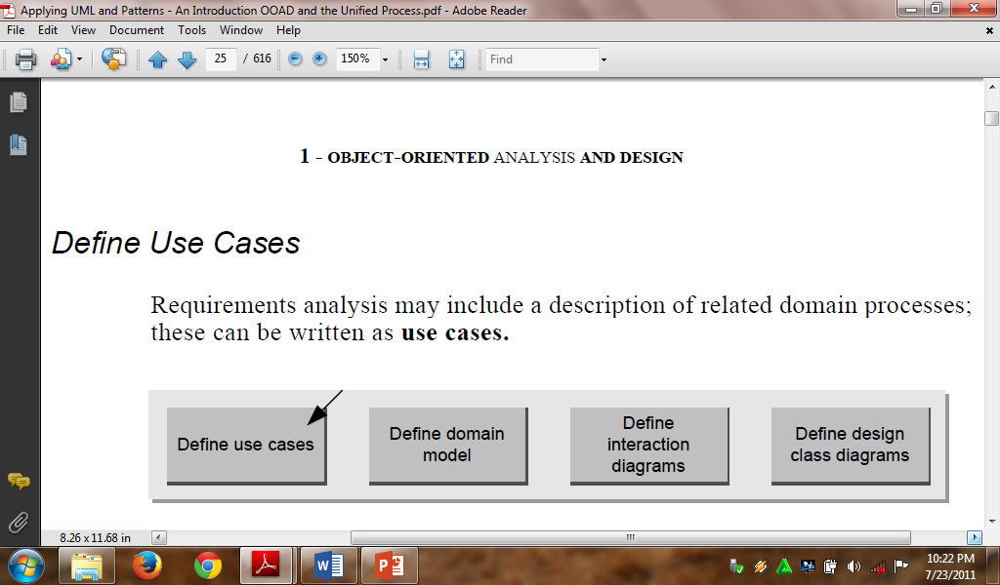 Applying UML and Patterns - An Introduction OOAD and the Unified Process.pdf - Adobe Reader
File Edit View Document Tools Window Help
25 / 616 150% Find
1 - OBJECT-ORIENTED ANALYSIS AND DESIGN
Define Use Cases
Requirements analysis may include a description of related domain processes;
these can be written as use cases.
Define use cases
Define domain
model
Define
interaction
diagrams
Define design
class diagrams
8.26 x 11.68 in
10:22 PM
7/23/2011